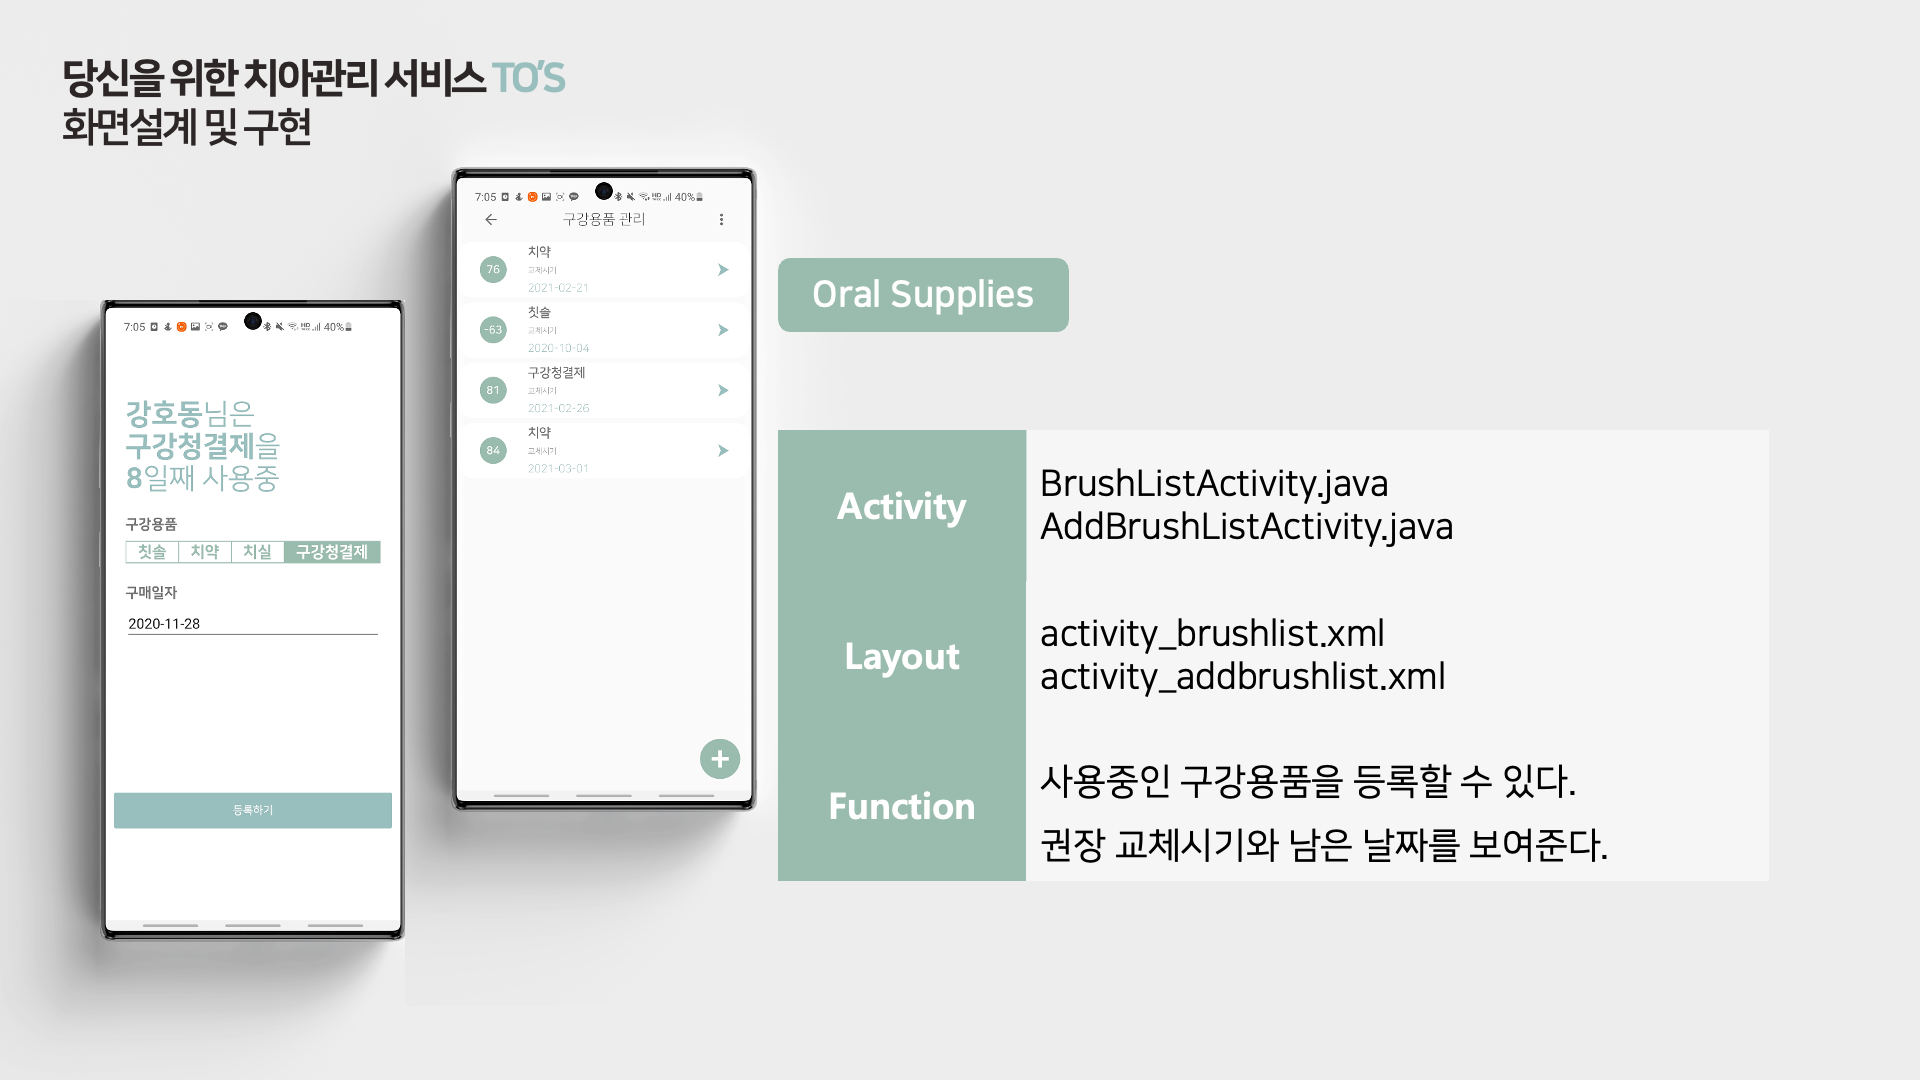 당신을 위한 치아관리 서비스 TO'S
화면설계 및 구현
7:05 40%
강호동님은
구강청결제을
8일째 사용중
구강용품
칫솔 치약 치실 구강청결제
구매일자
2020-11-28
등록하기
7:05 40%
구강용품 관리
76
치약
교체시기
2021-02-21
-63
칫솔
교체시기
2020-10-04
81
구강청결제
교체시기
2021-02-26
84
치약
교체시기
2021-03-01
+
Oral Supplies
Activity
BrushListActivity.java
AddBrushListActivity.java
Layout
activity_brushlist.xml
activity_addbrushlist.xml
Function
사용중인 구강용품을 등록할 수 있다.
권장 교체시기와 남은 날짜를 보여준다.